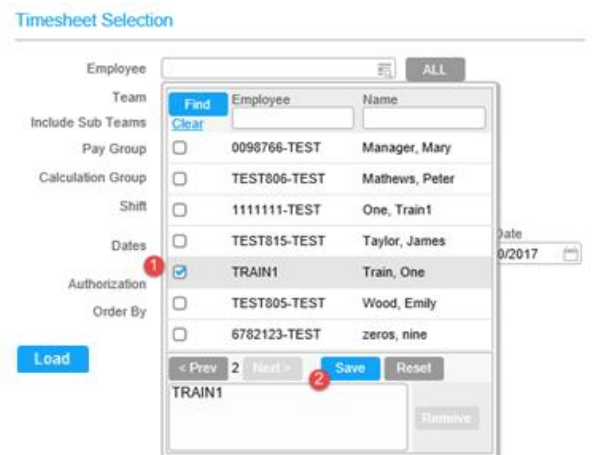 Timesheet Selection
Employee
ALL
Team
Include Sub Teams
Pay Group
Calculation Group
Shift
Dates
Authorization
Order By
Load
Find Employee Name
Clear
0098766-TEST Manager, Mary
TEST806-TEST Mathews, Peter
1111111-TEST One, Train1
TEST815-TEST Taylor, James
1 TRAIN1 Train, One
TEST805-TEST Wood, Emily
6782123-TEST zeros, nine
< Prev 2 Next > 2 Save Reset
TRAIN1
Remove
Date
0/2017